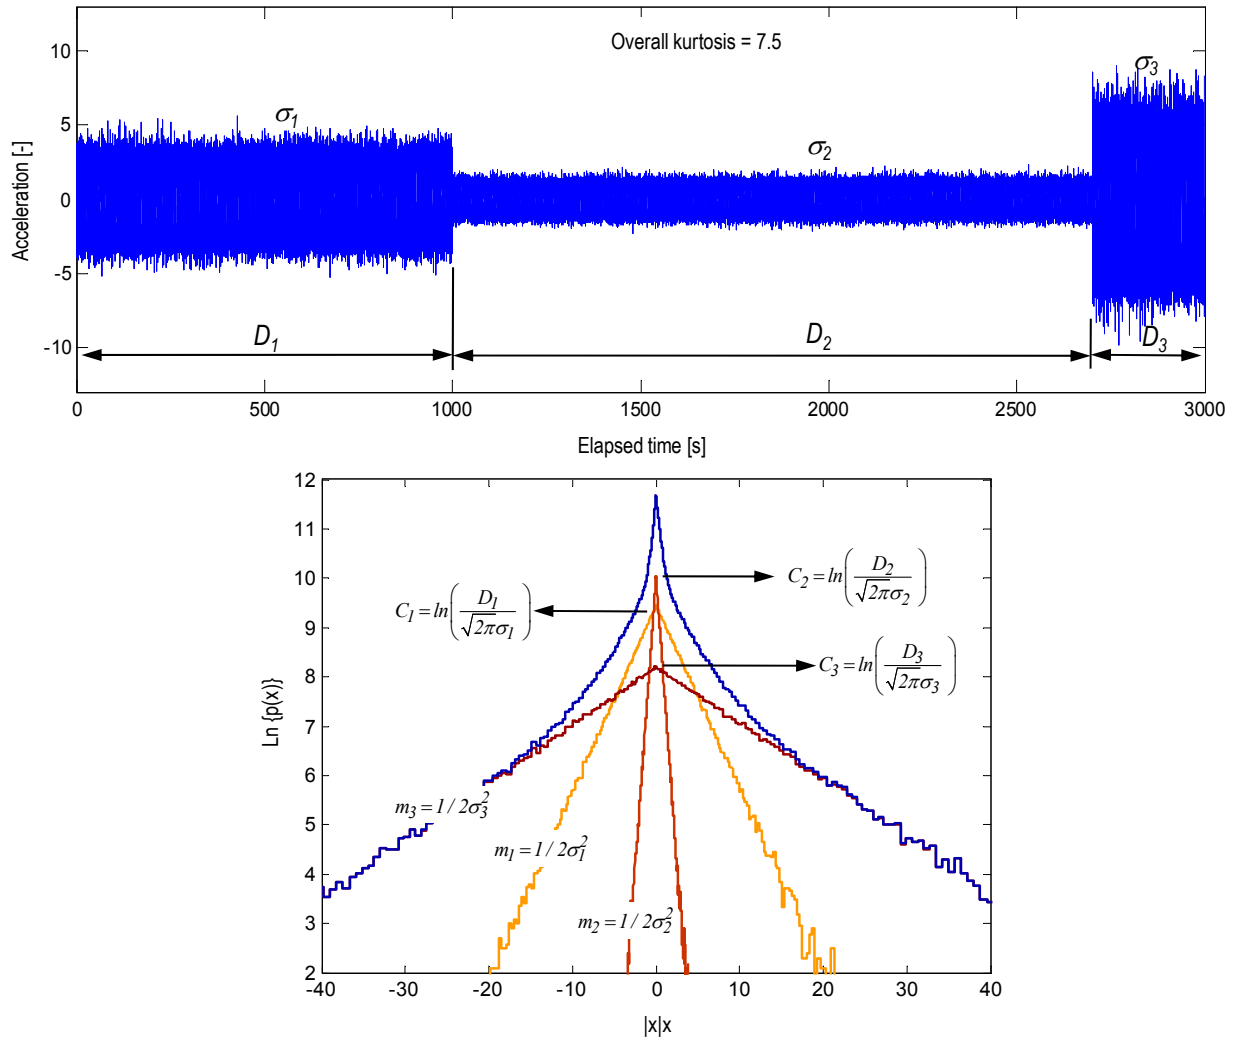 Overall kurtosis = 7.5
Acceleration [-]
10
5
0
-5
-10
σ1
σ2
σ3
D1
D2
D3
0
500
1000
1500
2000
2500
3000
Elapsed time [s]
Ln {p(x)}
12
11
10
9
8
7
6
5
4
3
2
C1 = ln(D1 / √2πσ1)
C2 = ln(D2 / √2πσ2)
C3 = ln(D3 / √2πσ3)
m3 = 1 / 2σ3²
m1 = 1 / 2σ1²
m2 = 1 / 2σ2²
-40
-30
-20
-10
0
10
20
30
40
|x|x